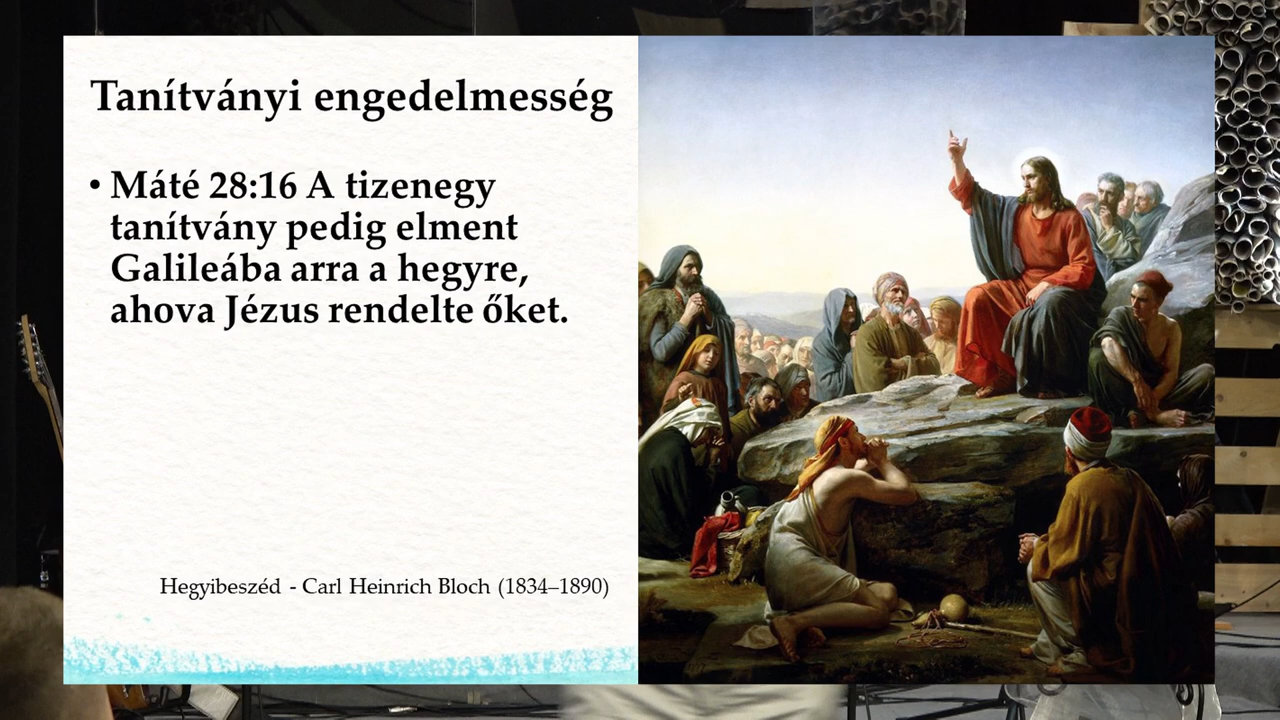 Tanítványi engedelmesség
• Máté 28:16 A tizenegy
tanítvány pedig elment
Galileába arra a hegyre,
ahova Jézus rendelte őket.
Hegyibeszéd - Carl Heinrich Bloch (1834–1890)